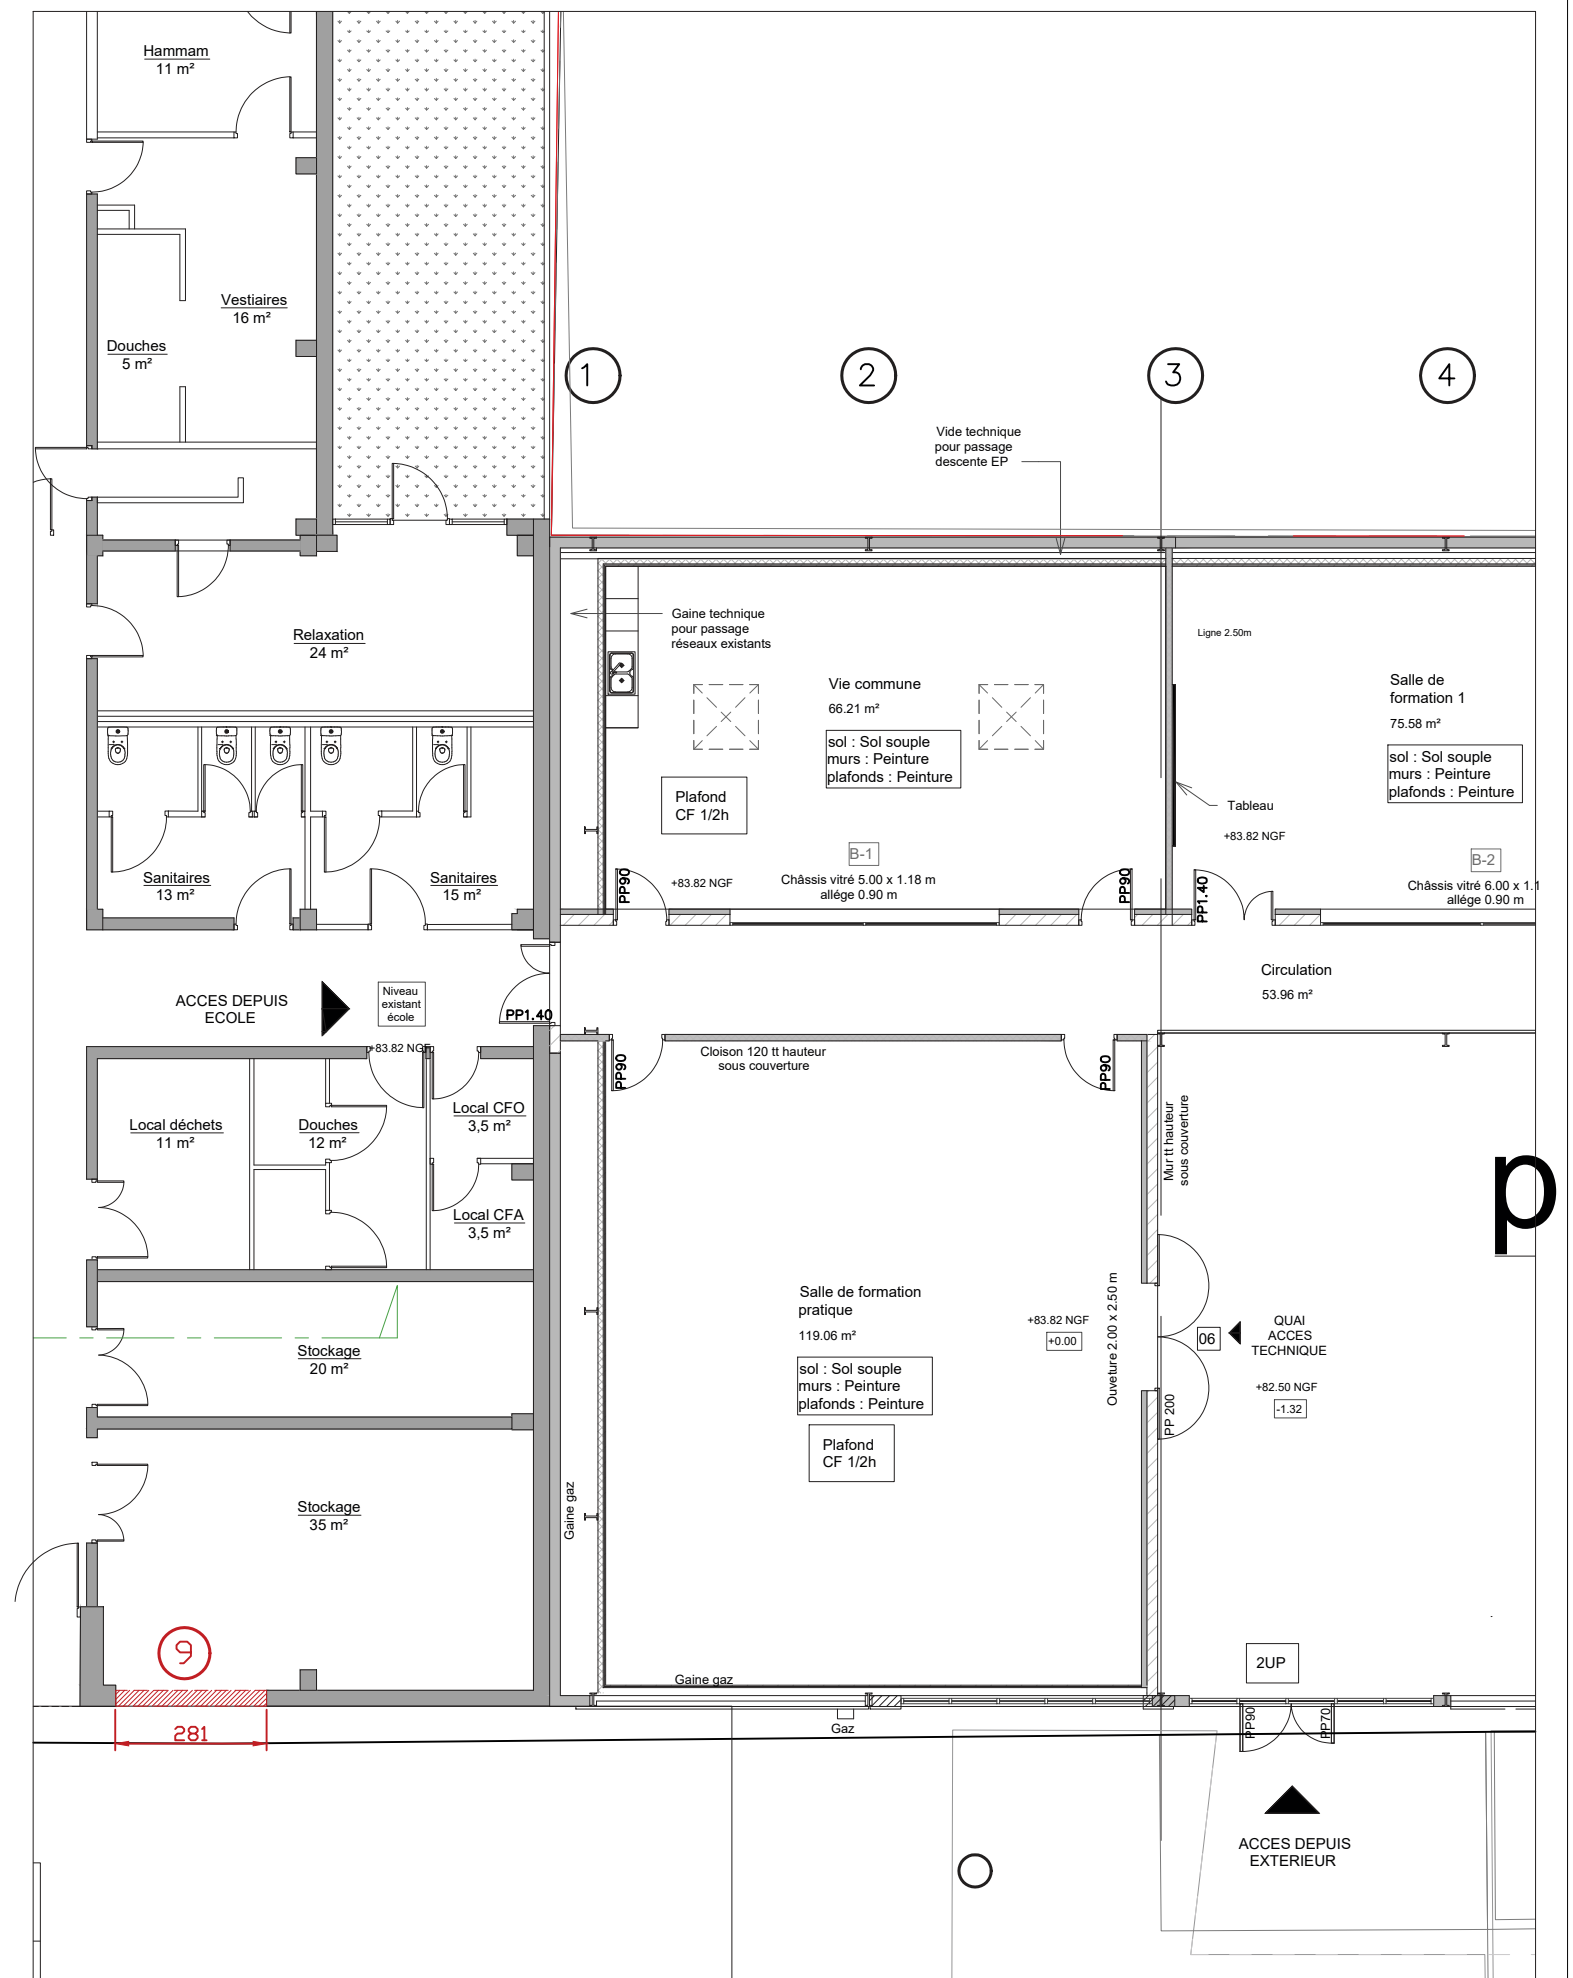 Hammam
11 m²
Vestiaires
16 m²
Douches
5 m²
1
2
3
4
Vide technique
pour passage
descente EP
Gaine technique
pour passage
réseaux existants
Ligne 2.50m
Relaxation
24 m²
Vie commune
66.21 m²
sol : Sol souple
murs : Peinture
plafonds : Peinture
Salle de
formation 1
75.58 m²
sol : Sol souple
murs : Peinture
plafonds : Peinture
Plafond
CF 1/2h
Tableau
+83.82 NGF
B-1
B-2
Sanitaires
13 m²
Sanitaires
15 m²
PP90
+83.82 NGF
Châssis vitré 5.00 x 1.18 m
allége 0.90 m
PP90
PP1.40
Châssis vitré 6.00 x 1.1
allége 0.90 m
ACCES DEPUIS
ECOLE
Niveau
existant
école
+83.82 NGF
PP1.40
Circulation
53.96 m²
PP90
Cloison 120 tt hauteur
sous couverture
PP90
Local déchets
11 m²
Douches
12 m²
Local CFO
3,5 m²
Local CFA
3,5 m²
Mur tt hauteur
sous couverture
p
Salle de formation
pratique
119.06 m²
sol : Sol souple
murs : Peinture
plafonds : Peinture
Plafond
CF 1/2h
+83.82 NGF
+0.00
Ouveture 2.00 x 2.50 m
06
QUAI
ACCES
TECHNIQUE
+82.50 NGF
-1.32
PP 200
Stockage
20 m²
Stockage
35 m²
Gaine gaz
9
281
Gaine gaz
Gaz
2UP
PP90
PP70
ACCES DEPUIS
EXTERIEUR